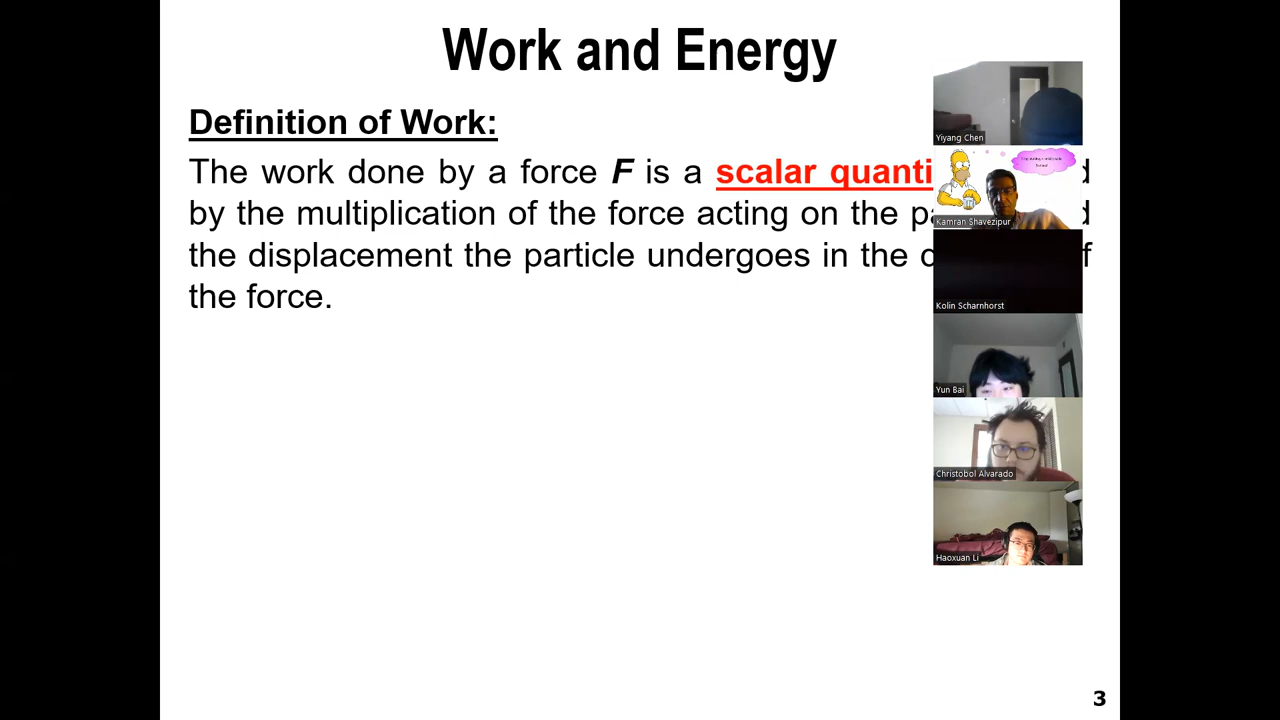 Work and Energy
Definition of Work:
The work done by a force F is a scalar quanti d
by the multiplication of the force acting on the pa d
the displacement the particle undergoes in the f
the force.
Yiyang Chen
Kamran Shavezipur
Kolin Scharnhorst
Yun Bai
Christobol Alvarado
Haoxuan Li
3